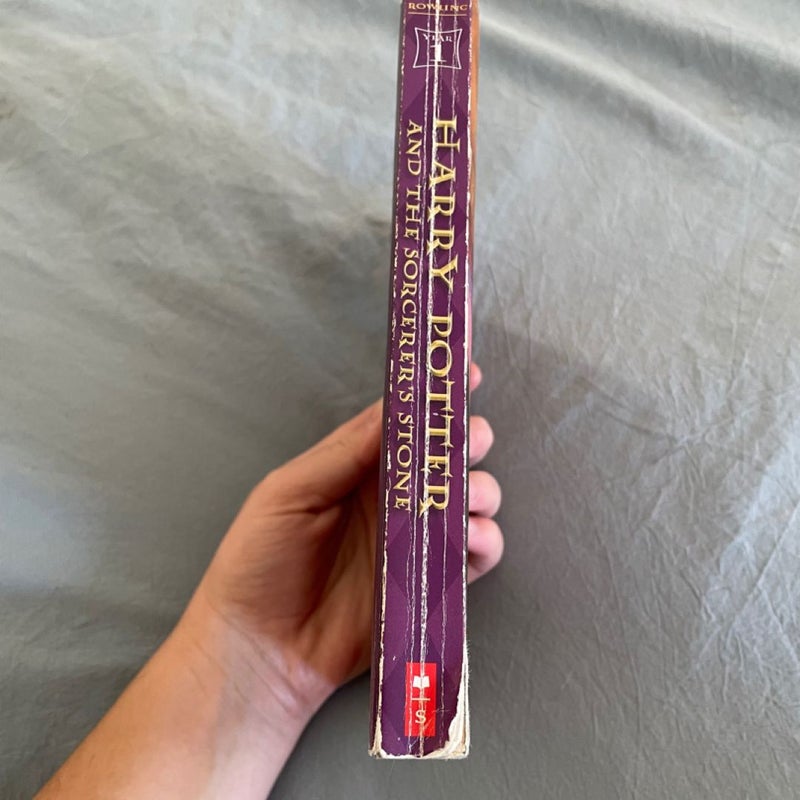 ROWLING
YEAR
1
HARRY POTTER
AND THE SORCERER'S STONE
S